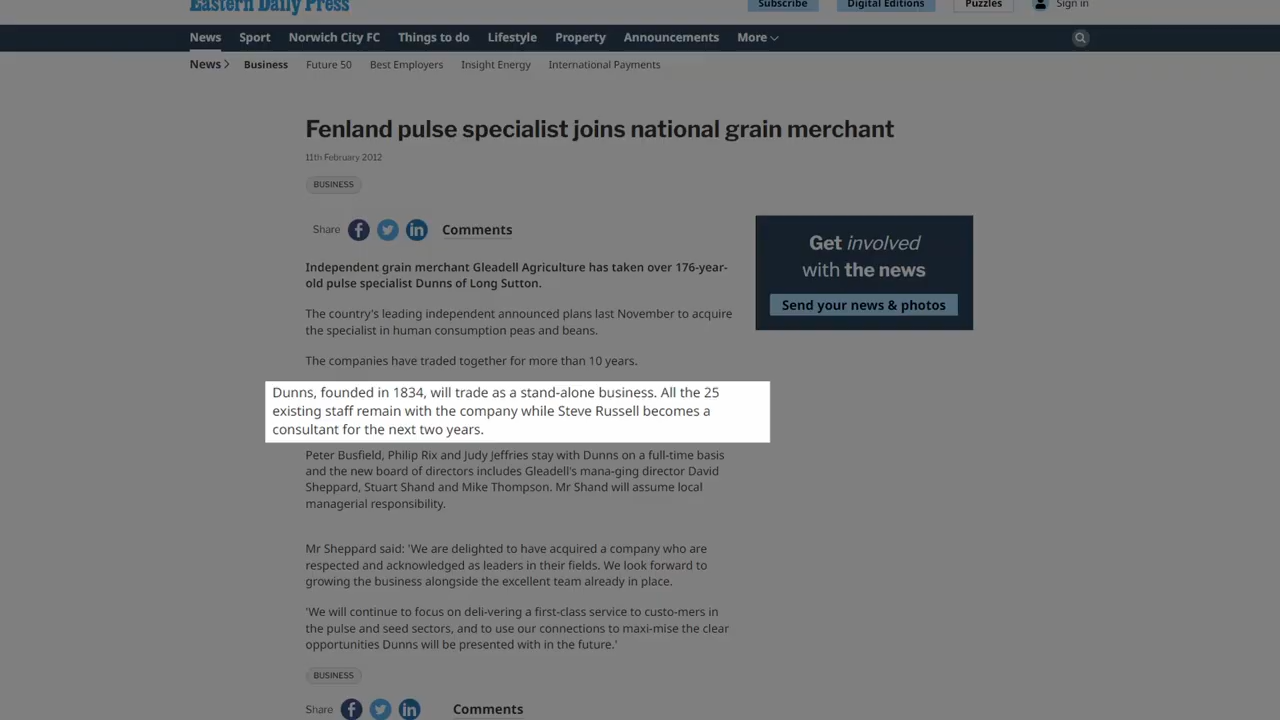 Eastern Daily Press
Subscribe
Digital Editions
Puzzles
Sign in
News
Sport
Norwich City FC
Things to do
Lifestyle
Property
Announcements
More
News
Business
Future 50
Best Employers
Insight Energy
International Payments
Fenland pulse specialist joins national grain merchant
11th February 2012
BUSINESS
Share
Comments
Get involved
with the news
Send your news & photos
Independent grain merchant Gleadell Agriculture has taken over 176-year-
old pulse specialist Dunns of Long Sutton.
The country's leading independent announced plans last November to acquire
the specialist in human consumption peas and beans.
The companies have traded together for more than 10 years.
Dunns, founded in 1834, will trade as a stand-alone business. All the 25
existing staff remain with the company while Steve Russell becomes a
consultant for the next two years.
Peter Busfield, Philip Rix and Judy Jeffries stay with Dunns on a full-time basis
and the new board of directors includes Gleadell's mana-ging director David
Sheppard, Stuart Shand and Mike Thompson. Mr Shand will assume local
managerial responsibility.
Mr Sheppard said: 'We are delighted to have acquired a company who are
respected and acknowledged as leaders in their fields. We look forward to
growing the business alongside the excellent team already in place.
'We will continue to focus on deli-vering a first-class service to custo-mers in
the pulse and seed sectors, and to use our connections to maxi-mise the clear
opportunities Dunns will be presented with in the future.'
BUSINESS
Share
Comments